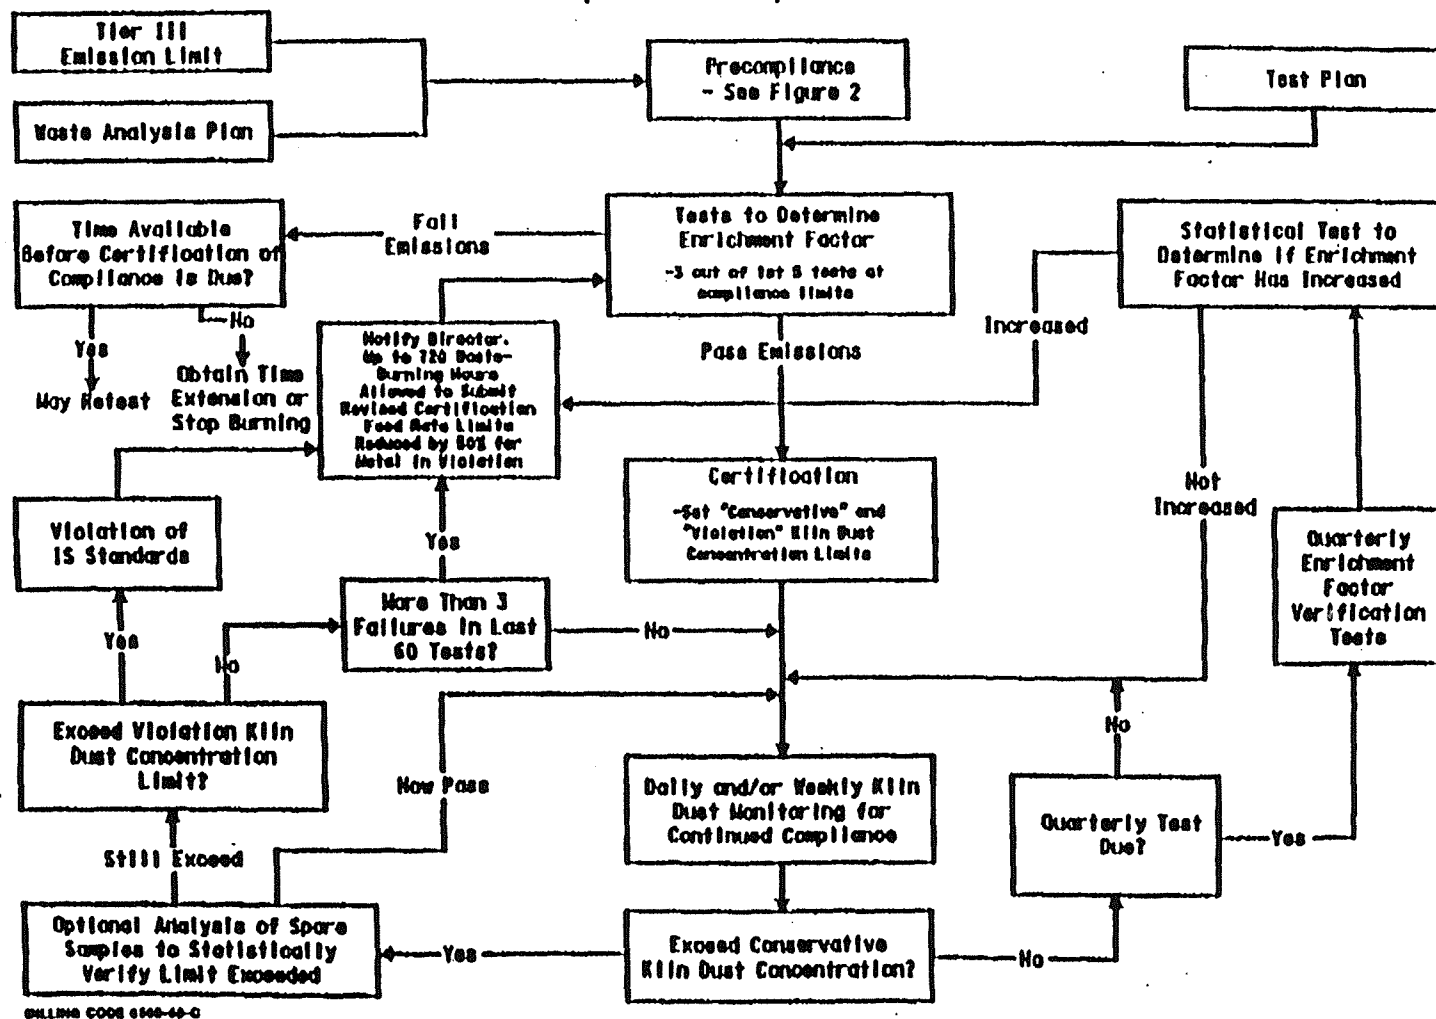 Tier III
Emission Limit
Waste Analysis Plan
Precompliance
- See Figure 2
Test Plan
Time Available
Before Certification of
Compliance is Due?
Fail
Emissions
Tests to Determine
Enrichment Factor
-3 out of 1st 5 tests at
compliance limits
Statistical Test to
Determine if Enrichment
Factor Has Increased
Yes
No
May Retest
Obtain Time
Extension or
Stop Burning
Notify Director.
Up to 720 Waste-
Burning Hours
Allowed to Submit
Revised Certification
Feed Rate Limits
Reduced by 50% for
Metal in Violation
Pass Emissions
Increased
Not
Increased
Certification
-Set "Conservative" and
"Violation" Kiln Dust
Concentration Limits
Violation of
IS Standards
Yes
Yes
No
More Than 3
Failures in Last
60 Tests?
No
Quarterly
Enrichment
Factor
Verification
Tests
Exceed Violation Kiln
Dust Concentration
Limit?
Now Pass
Daily and/or Weekly Kiln
Dust Monitoring for
Continued Compliance
No
Quarterly Test
Due?
Yes
Still Exceed
Optional Analysis of Spare
Samples to Statistically
Verify Limit Exceeded
Yes
Exceed Conservative
Kiln Dust Concentration?
No
BILLING CODE 6560-50-C